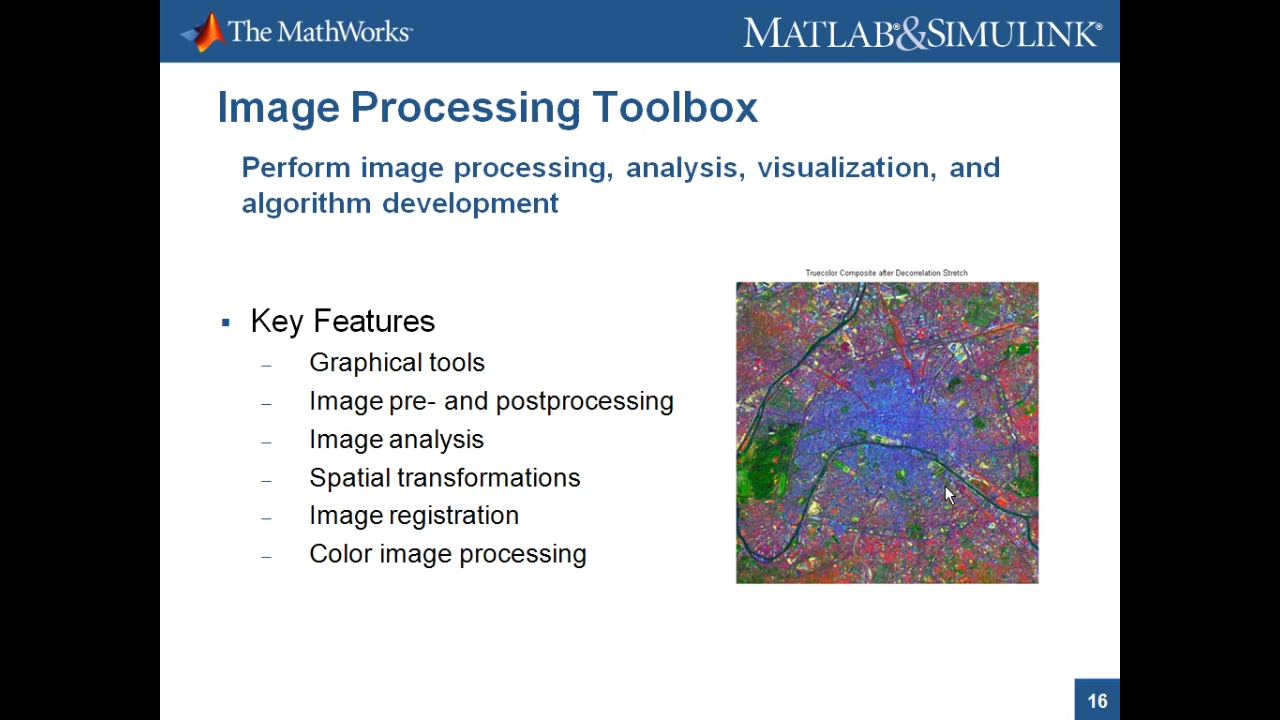 The MathWorks™
MATLAB®&SIMULINK®
Image Processing Toolbox
Perform image processing, analysis, visualization, and
algorithm development
Truecolor Composite after Decorrelation Stretch
▪ Key Features
– Graphical tools
– Image pre- and postprocessing
– Image analysis
– Spatial transformations
– Image registration
– Color image processing
16